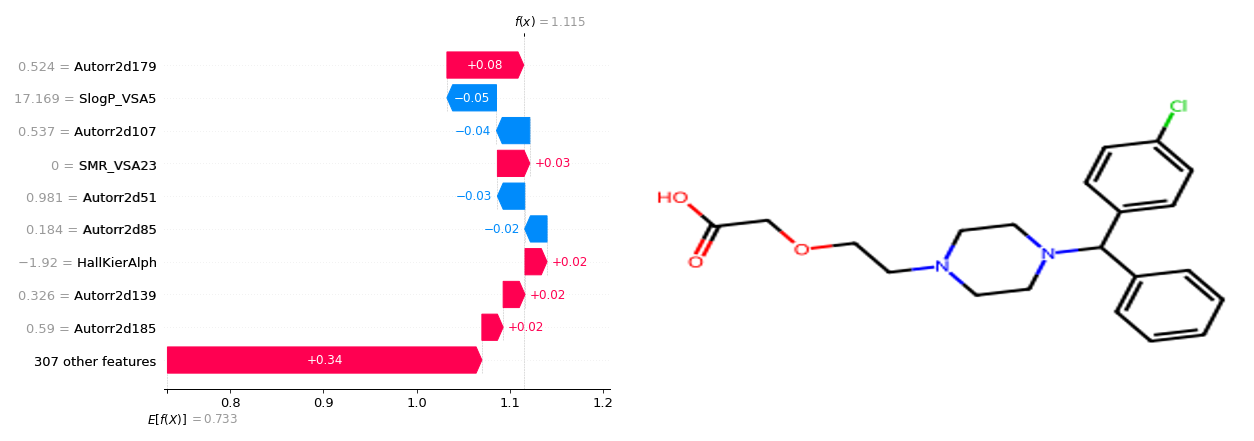 f(x) = 1.115
0.524 = Autorr2d179
+0.08
17.169 = SlogP_VSA5
−0.05
0.537 = Autorr2d107
−0.04
0 = SMR_VSA23
+0.03
0.981 = Autorr2d51
−0.03
0.184 = Autorr2d85
−0.02
−1.92 = HallKierAlph
+0.02
0.326 = Autorr2d139
+0.02
0.59 = Autorr2d185
+0.02
307 other features
+0.34
0.8 0.9 1.0 1.1 1.2
E[f(X)] = 0.733
Cl
HO
O
O
N
N